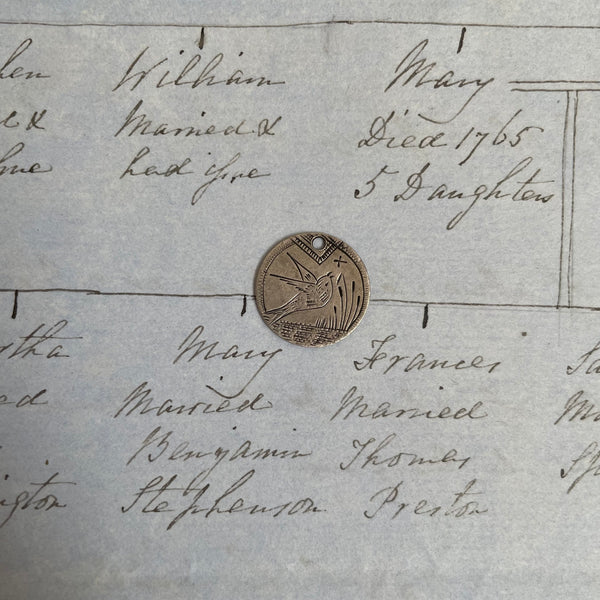 William
Married &
had issue
Mary
Died 1765
5 Daughters
Mary
Married
Benjamin
Stephenson
Frances
Married
Thomas
Preston